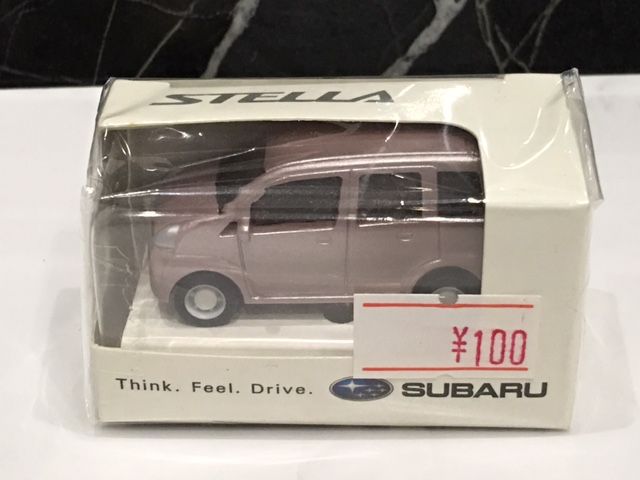 STELLA
¥100
Think. Feel. Drive. SUBARU